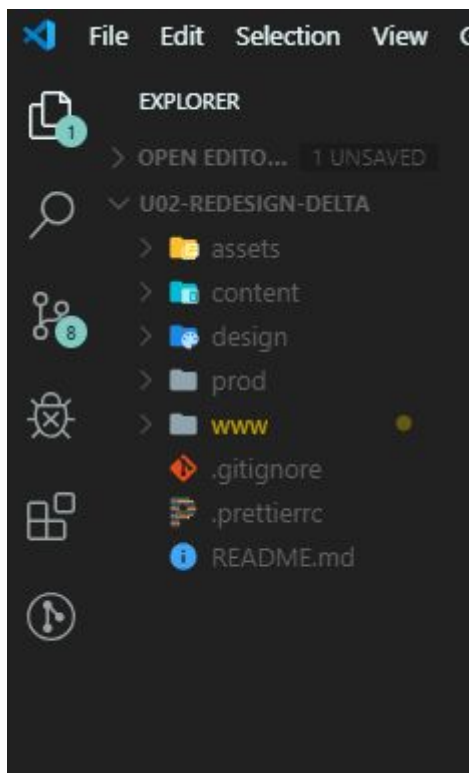 File Edit Selection View
EXPLORER
1
OPEN EDITO... 1 UNSAVED
U02-REDESIGN-DELTA
assets
content
design
8
prod
www
.gitignore
.prettierrc
README.md